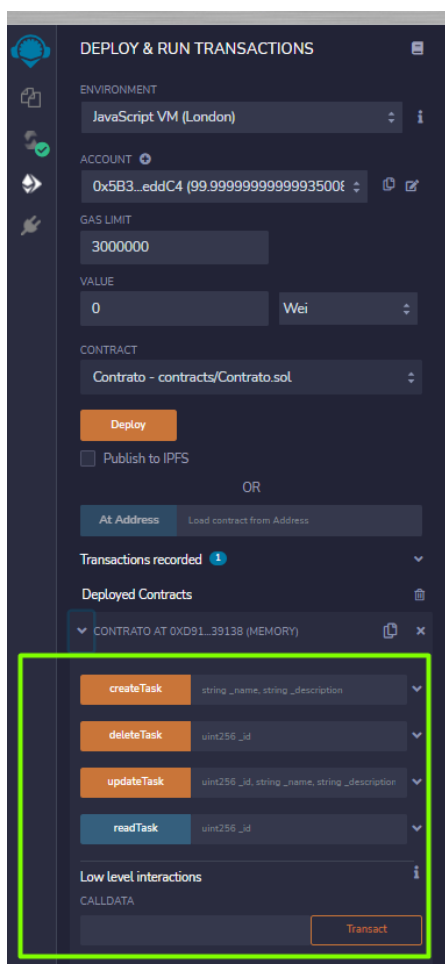 DEPLOY & RUN TRANSACTIONS
ENVIRONMENT
JavaScript VM (London)
ACCOUNT
0x5B3...eddC4 (99.99999999999935008
GAS LIMIT
3000000
VALUE
0 Wei
CONTRACT
Contrato - contracts/Contrato.sol
Deploy
Publish to IPFS
OR
At Address Load contract from Address
Transactions recorded 1
Deployed Contracts
CONTRATO AT 0XD91...39138 (MEMORY)
createTask string _name, string _description
deleteTask uint256 _id
updateTask uint256 _id, string _name, string _description
readTask uint256 _id
Low level interactions
CALLDATA
Transact